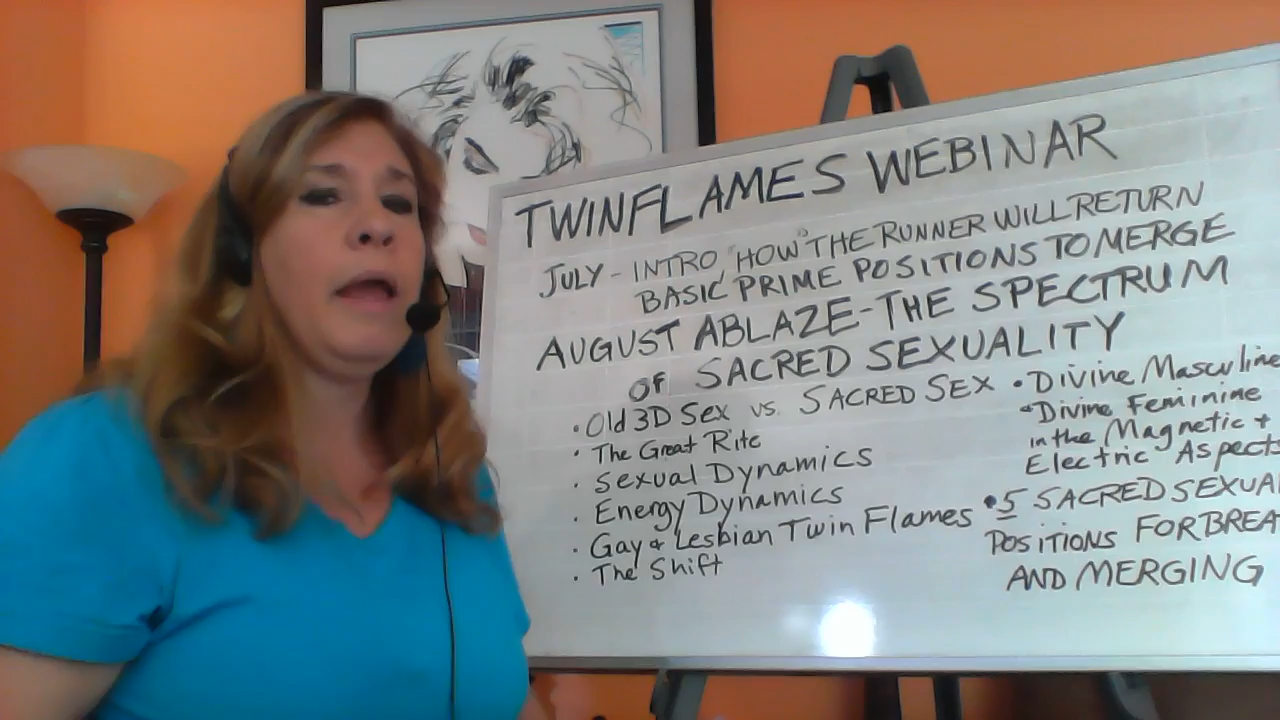 TWINFLAMES WEBINAR
JULY - INTRO "HOW" THE RUNNER WILL RETURN
BASIC PRIME POSITIONS TO MERGE
AUGUST ABLAZE - THE SPECTRUM
OF SACRED SEXUALITY
• Old 3D Sex vs. SACRED SEX
• The Great Rite
• Sexual Dynamics
• Energy Dynamics
• Gay & Lesbian Twin Flames
• The Shift
• Divine Masculine
• Divine Feminine
in the Magnetic +
Electric Aspects
• 5 SACRED SEXUA
POSITIONS FOR BREA
AND MERGING